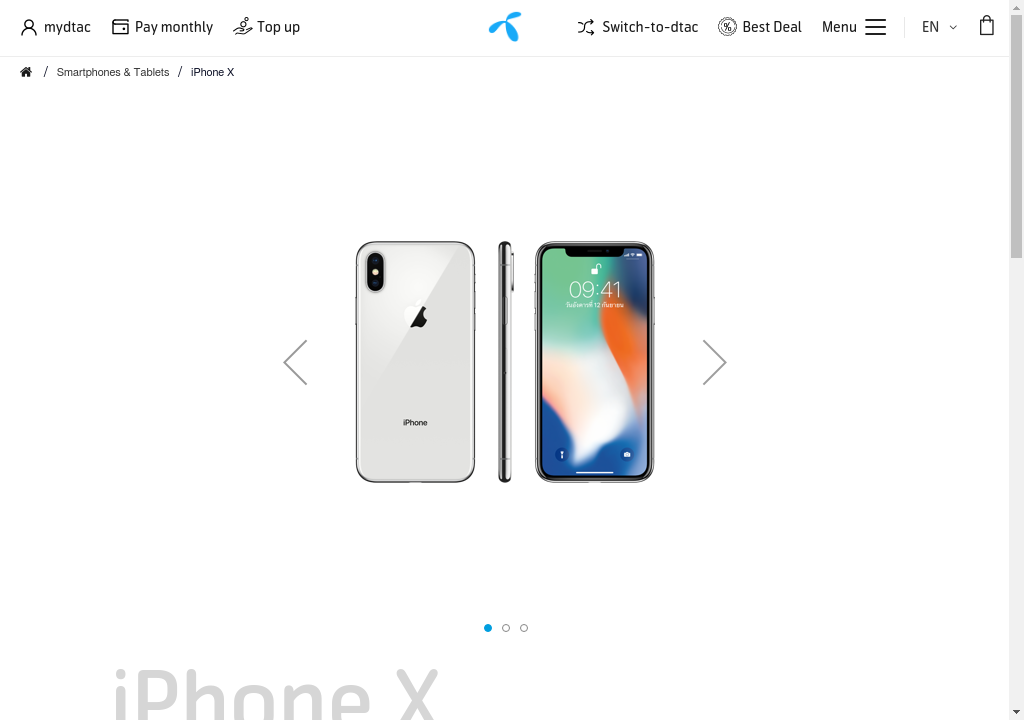 mydtac Pay monthly Top up Switch-to-dtac Best Deal Menu EN
/ Smartphones & Tablets / iPhone X
09:41
วันอังคารที่ 12 กันยายน
iPhone
iPhone X